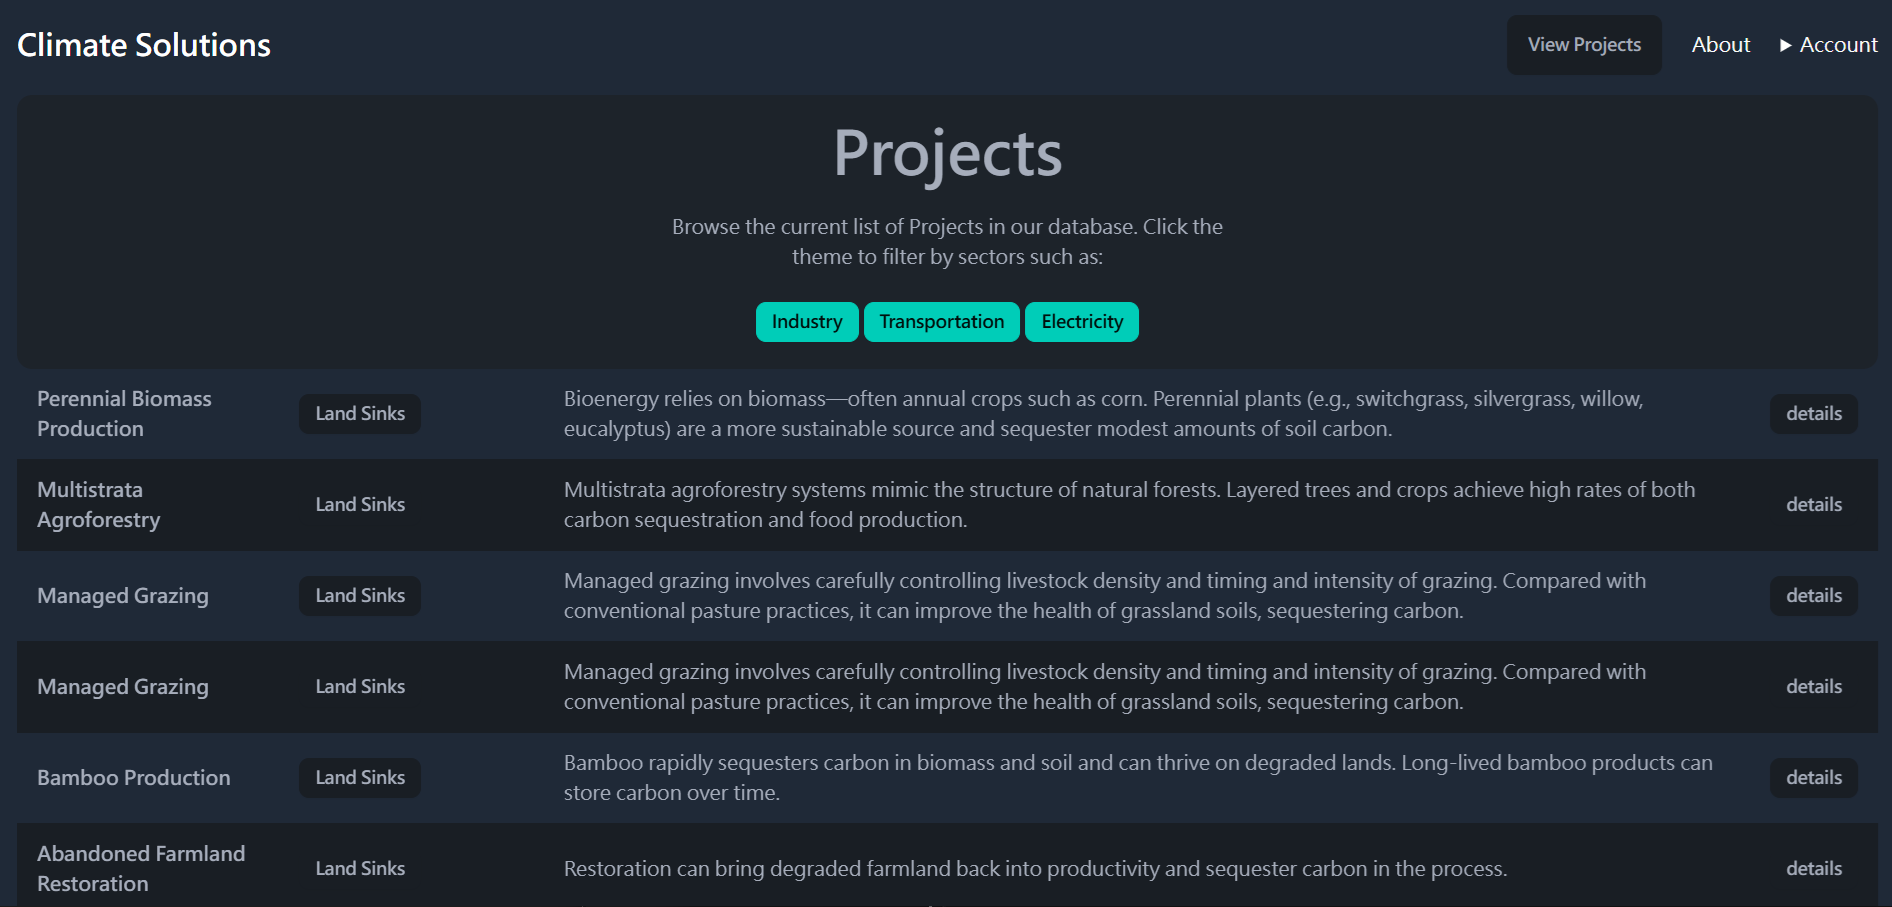 Climate Solutions
View Projects
About
Account
Projects
Browse the current list of Projects in our database. Click the
theme to filter by sectors such as:
Industry
Transportation
Electricity
Perennial Biomass
Production
Land Sinks
Bioenergy relies on biomass—often annual crops such as corn. Perennial plants (e.g., switchgrass, silvergrass, willow,
eucalyptus) are a more sustainable source and sequester modest amounts of soil carbon.
details
Multistrata
Agroforestry
Land Sinks
Multistrata agroforestry systems mimic the structure of natural forests. Layered trees and crops achieve high rates of both
carbon sequestration and food production.
details
Managed Grazing
Land Sinks
Managed grazing involves carefully controlling livestock density and timing and intensity of grazing. Compared with
conventional pasture practices, it can improve the health of grassland soils, sequestering carbon.
details
Managed Grazing
Land Sinks
Managed grazing involves carefully controlling livestock density and timing and intensity of grazing. Compared with
conventional pasture practices, it can improve the health of grassland soils, sequestering carbon.
details
Bamboo Production
Land Sinks
Bamboo rapidly sequesters carbon in biomass and soil and can thrive on degraded lands. Long-lived bamboo products can
store carbon over time.
details
Abandoned Farmland
Restoration
Land Sinks
Restoration can bring degraded farmland back into productivity and sequester carbon in the process.
details